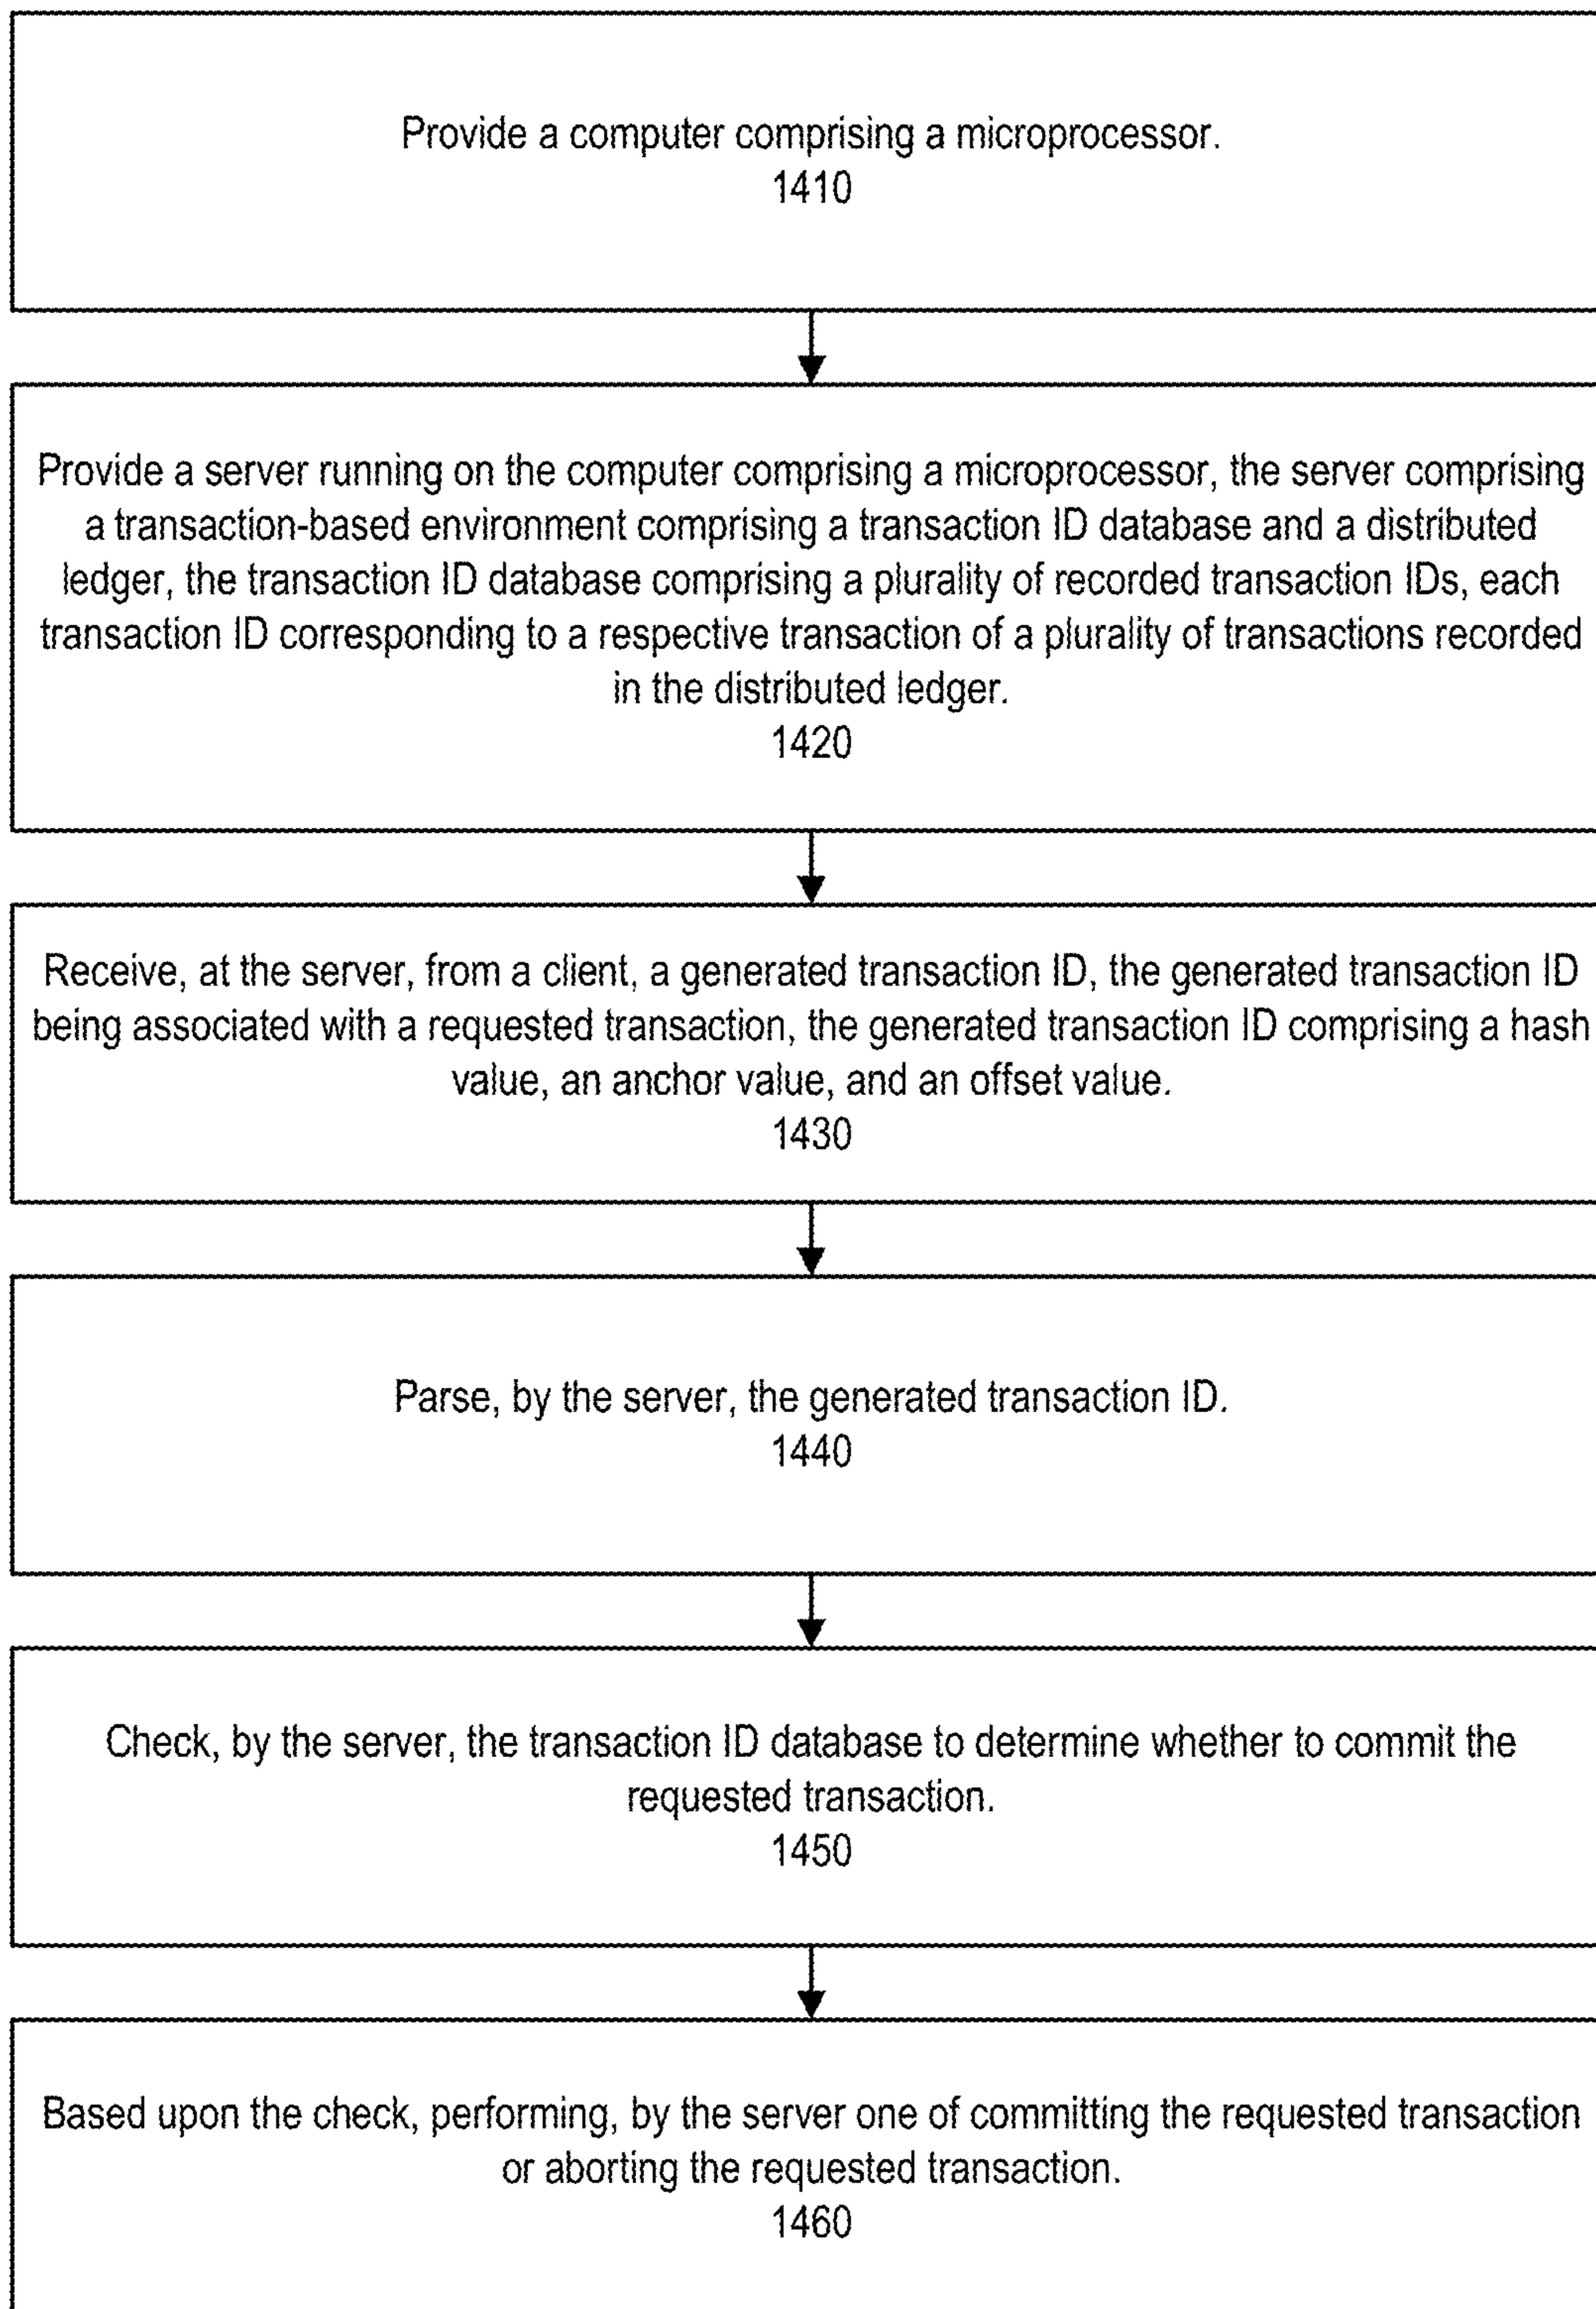 Provide a computer comprising a microprocessor.
1410
Provide a server running on the computer comprising a microprocessor, the server comprising
a transaction-based environment comprising a transaction ID database and a distributed
ledger, the transaction ID database comprising a plurality of recorded transaction IDs, each
transaction ID corresponding to a respective transaction of a plurality of transactions recorded
in the distributed ledger.
1420
Receive, at the server, from a client, a generated transaction ID, the generated transaction ID
being associated with a requested transaction, the generated transaction ID comprising a hash
value, an anchor value, and an offset value.
1430
Parse, by the server, the generated transaction ID.
1440
Check, by the server, the transaction ID database to determine whether to commit the
requested transaction.
1450
Based upon the check, performing, by the server one of committing the requested transaction
or aborting the requested transaction.
1460